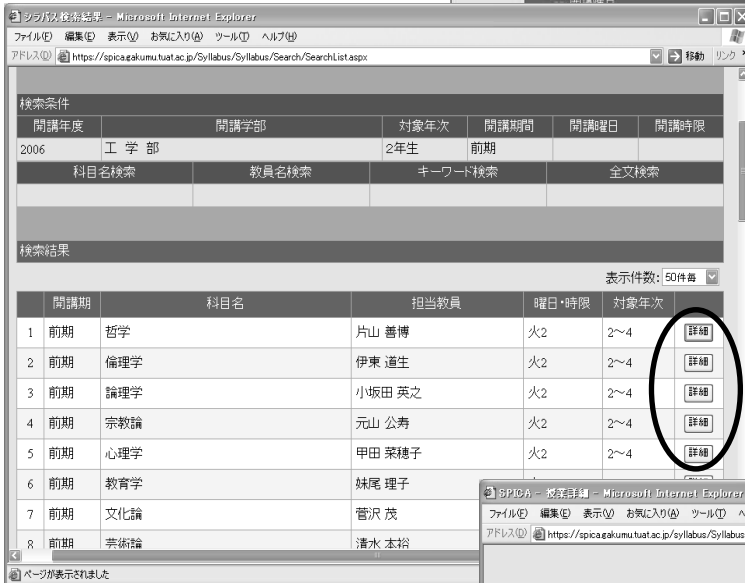 シラバス検索結果 - Microsoft Internet Explorer
ファイル(F) 編集(E) 表示(V) お気に入り(A) ツール(T) ヘルプ(H)
アドレス(D) https://spica.gakumu.tuat.ac.jp/Syllabus/Syllabus/Search/SearchList.aspx 移動 リンク
検索条件
開講年度 開講学部 対象年次 開講期間 開講曜日 開講時限
2006 工 学 部 2年生 前期
科目名検索 教員名検索 キーワード検索 全文検索
検索結果
表示件数: 50件毎
開講期 科目名 担当教員 曜日・時限 対象年次
1 前期 哲学 片山 善博 火2 2～4 詳細
2 前期 倫理学 伊東 道生 火2 2～4 詳細
3 前期 論理学 小坂田 英之 火2 2～4 詳細
4 前期 宗教論 元山 公寿 火2 2～4 詳細
5 前期 心理学 甲田 菜穂子 火2 2～4 詳細
6 前期 教育学 妹尾 理子
7 前期 文化論 菅沢 茂
8 前期 芸術論 清水 本裕
ページが表示されました
SPICA - 授業詳細 - Microsoft Internet Explorer
ファイル(F) 編集(E) 表示(V) お気に入り(A) ツール(T)
アドレス(D) https://spica.gakumu.tuat.ac.jp/syllabus/Syllabus